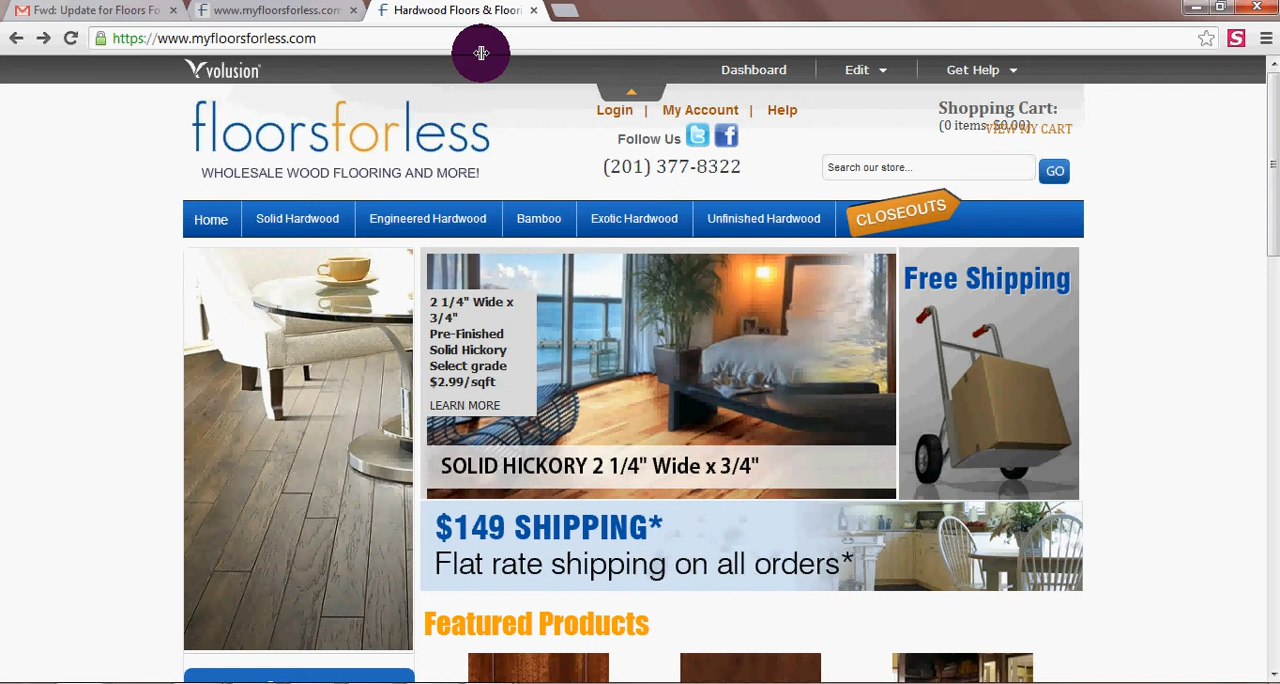 Fwd: Update for Floors Fo
www.myfloorsforless.com
Hardwood Floors & Floori
https://www.myfloorsforless.com
volusion
Dashboard
Edit
Get Help
floorsforless
WHOLESALE WOOD FLOORING AND MORE!
Login | My Account | Help
Follow Us
(201) 377-8322
Shopping Cart:
(0 items: $0.00)
VIEW MY CART
Search our store...
GO
Home
Solid Hardwood
Engineered Hardwood
Bamboo
Exotic Hardwood
Unfinished Hardwood
CLOSEOUTS
2 1/4" Wide x
3/4"
Pre-Finished
Solid Hickory
Select grade
$2.99/sqft
LEARN MORE
SOLID HICKORY 2 1/4" Wide x 3/4"
Free Shipping
$149 SHIPPING*
Flat rate shipping on all orders*
Featured Products